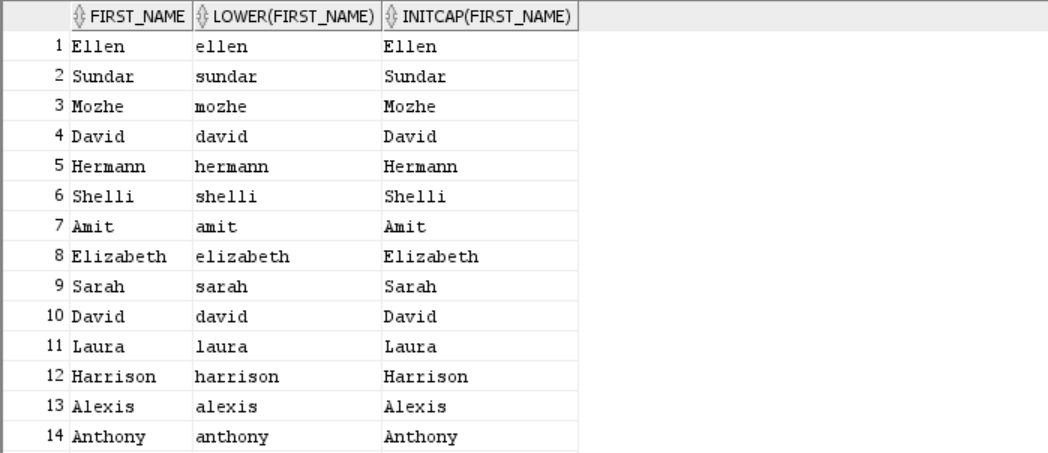 FIRST_NAME LOWER(FIRST_NAME) INITCAP(FIRST_NAME)
1 Ellen ellen Ellen
2 Sundar sundar Sundar
3 Mozhe mozhe Mozhe
4 David david David
5 Hermann hermann Hermann
6 Shelli shelli Shelli
7 Amit amit Amit
8 Elizabeth elizabeth Elizabeth
9 Sarah sarah Sarah
10 David david David
11 Laura laura Laura
12 Harrison harrison Harrison
13 Alexis alexis Alexis
14 Anthony anthony Anthony